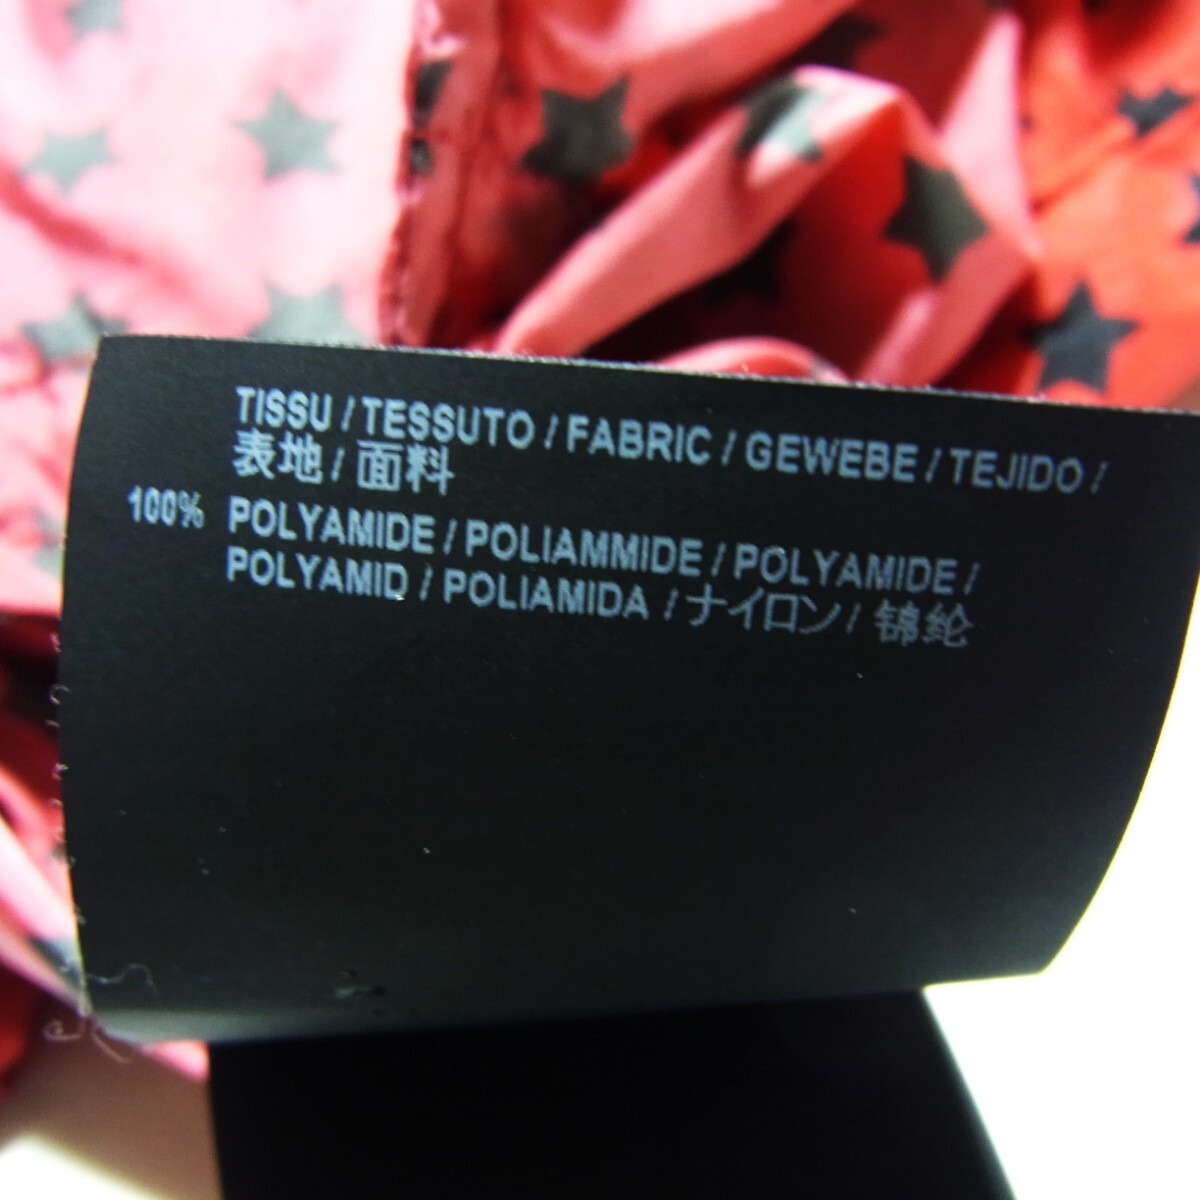 TISSU / TESSUTO / FABRIC / GEWEBE / TEJIDO /
表地 / 面料
100% POLYAMIDE / POLIAMMIDE / POLYAMIDE /
POLYAMID / POLIAMIDA / ナイロン / 锦纶